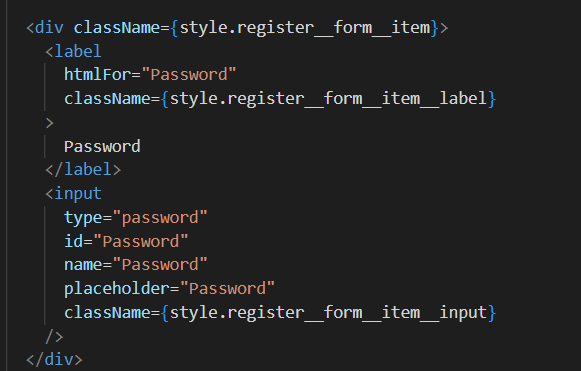 <div className={style.register__form__item}>
<label
htmlFor="Password"
className={style.register__form__item__label}
>
Password
</label>
<input
type="password"
id="Password"
name="Password"
placeholder="Password"
className={style.register__form__item__input}
/>
</div>